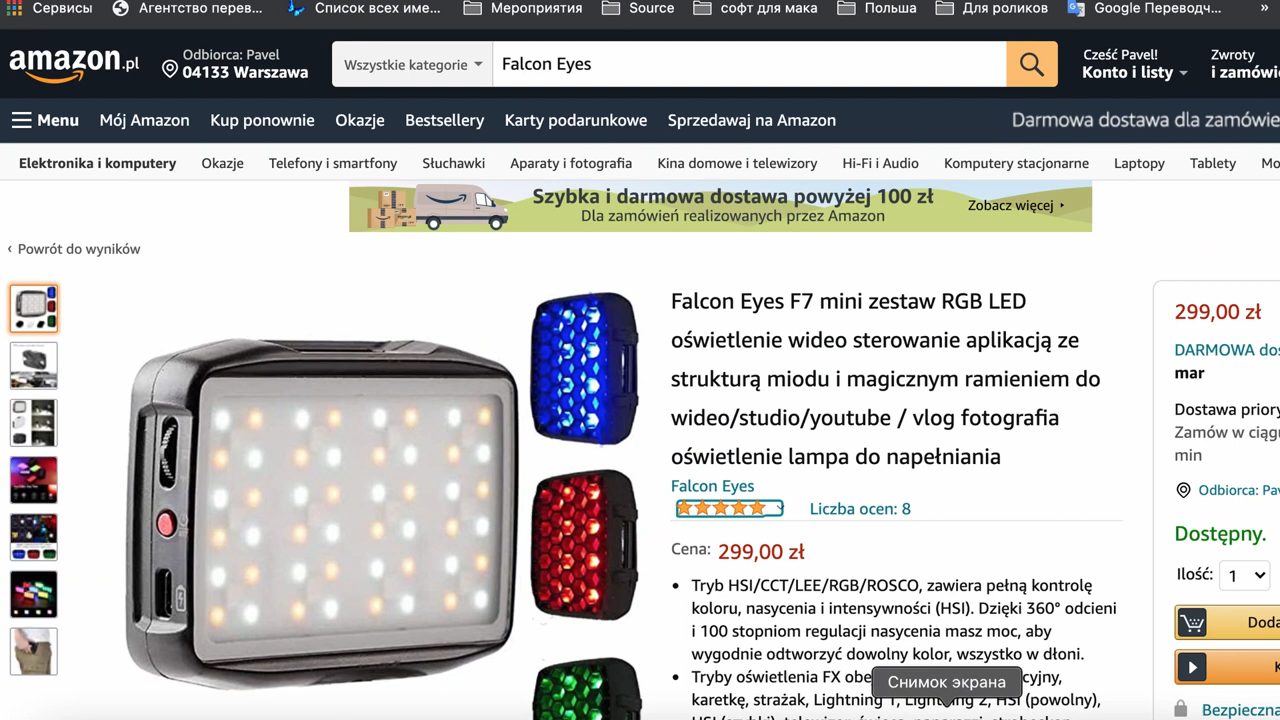 Сервисы
Агентство перев...
Список всех име...
Мероприятия
Source
софт для мака
Польша
Для роликов
Google Переводч...
»
amazon.pl
Odbiorca: Pavel
04133 Warszawa
Wszystkie kategorie
Falcon Eyes
Cześć Pavel!
Konto i listy
Zwroty
i zamówie
Menu
Mój Amazon
Kup ponownie
Okazje
Bestsellery
Karty podarunkowe
Sprzedawaj na Amazon
Darmowa dostawa dla zamówie
Elektronika i komputery
Okazje
Telefony i smartfony
Słuchawki
Aparaty i fotografia
Kina domowe i telewizory
Hi-Fi i Audio
Komputery stacjonarne
Laptopy
Tablety
Mo
Szybka i darmowa dostawa powyżej 100 zł
Dla zamówień realizowanych przez Amazon
Zobacz więcej
‹ Powrót do wyników
Falcon Eyes F7 mini zestaw RGB LED
oświetlenie wideo sterowanie aplikacją ze
strukturą miodu i magicznym ramieniem do
wideo/studio/youtube / vlog fotografia
oświetlenie lampa do napełniania
Falcon Eyes
Liczba ocen: 8
Cena: 299,00 zł
• Tryb HSI/CCT/LEE/RGB/ROSCO, zawiera pełną kontrolę
koloru, nasycenia i intensywności (HSI). Dzięki 360° odcieni
i 100 stopniom regulacji nasycenia masz moc, aby
wygodnie odtworzyć dowolny kolor, wszystko w dłoni.
• Tryby oświetlenia FX obe cyjny,
karetkę, strażak, Lightning 1, Lightning 2, HSI (powolny),
Снимок экрана
299,00 zł
DARMOWA dos
mar
Dostawa priory
Zamów w ciągu
min
Odbiorca: Pav
Dostępny.
Ilość:
1
Doda
K
Bezpieczna